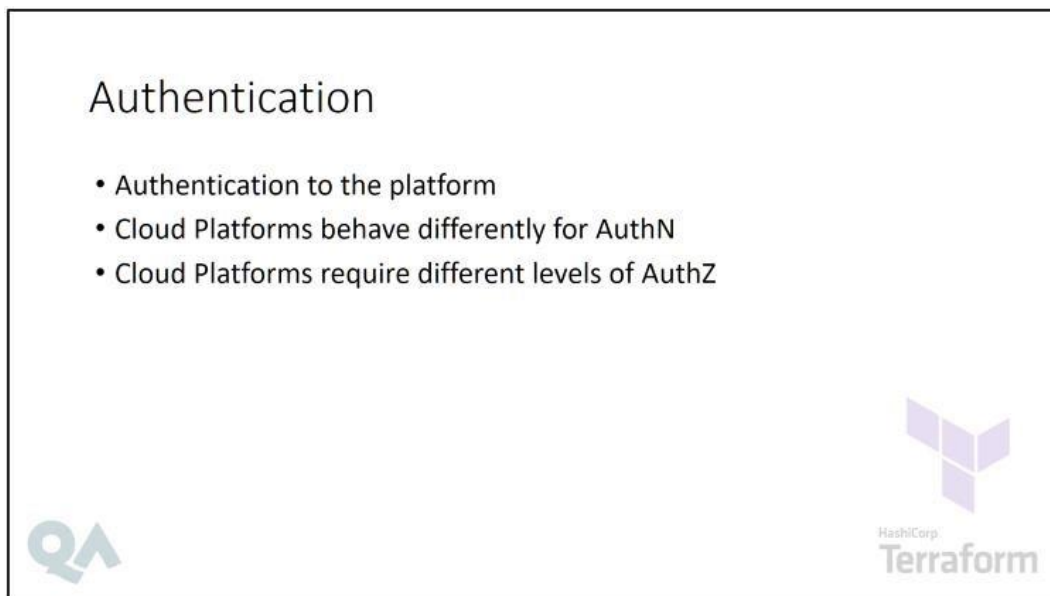 Authentication
• Authentication to the platform
• Cloud Platforms behave differently for AuthN
• Cloud Platforms require different levels of AuthZ
QA
HashiCorp
Terraform